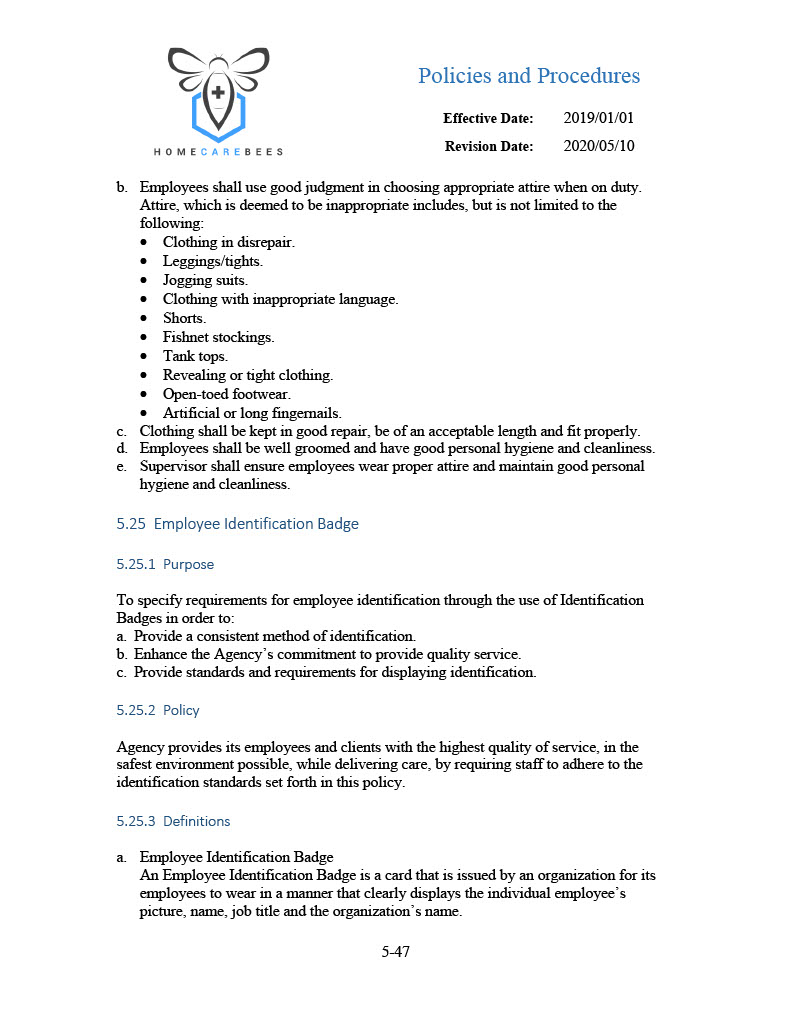 Policies and Procedures
Effective Date: 2019/01/01
Revision Date: 2020/05/10
HOMECAREBEES
b. Employees shall use good judgment in choosing appropriate attire when on duty.
Attire, which is deemed to be inappropriate includes, but is not limited to the
following:
• Clothing in disrepair.
• Leggings/tights.
• Jogging suits.
• Clothing with inappropriate language.
• Shorts.
• Fishnet stockings.
• Tank tops.
• Revealing or tight clothing.
• Open-toed footwear.
• Artificial or long fingernails.
c. Clothing shall be kept in good repair, be of an acceptable length and fit properly.
d. Employees shall be well groomed and have good personal hygiene and cleanliness.
e. Supervisor shall ensure employees wear proper attire and maintain good personal
hygiene and cleanliness.
5.25 Employee Identification Badge
5.25.1 Purpose
To specify requirements for employee identification through the use of Identification
Badges in order to:
a. Provide a consistent method of identification.
b. Enhance the Agency’s commitment to provide quality service.
c. Provide standards and requirements for displaying identification.
5.25.2 Policy
Agency provides its employees and clients with the highest quality of service, in the
safest environment possible, while delivering care, by requiring staff to adhere to the
identification standards set forth in this policy.
5.25.3 Definitions
a. Employee Identification Badge
An Employee Identification Badge is a card that is issued by an organization for its
employees to wear in a manner that clearly displays the individual employee’s
picture, name, job title and the organization’s name.
5-47